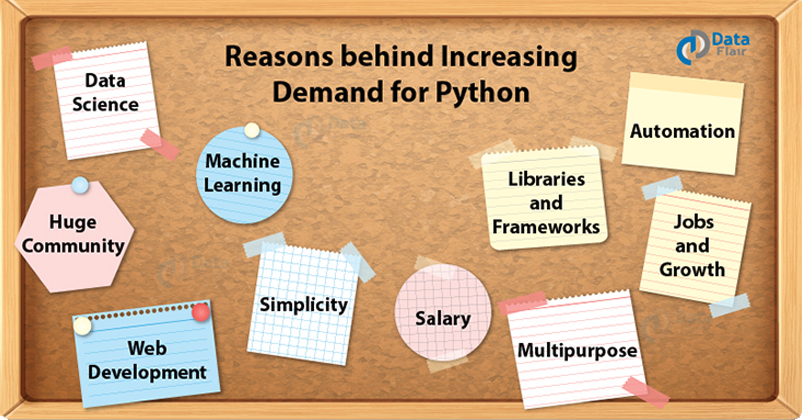 Reasons behind Increasing
Demand for Python
Data
Flair
Data
Science
Machine
Learning
Huge
Community
Web
Development
Simplicity
Salary
Libraries
and
Frameworks
Automation
Jobs
and
Growth
Multipurpose